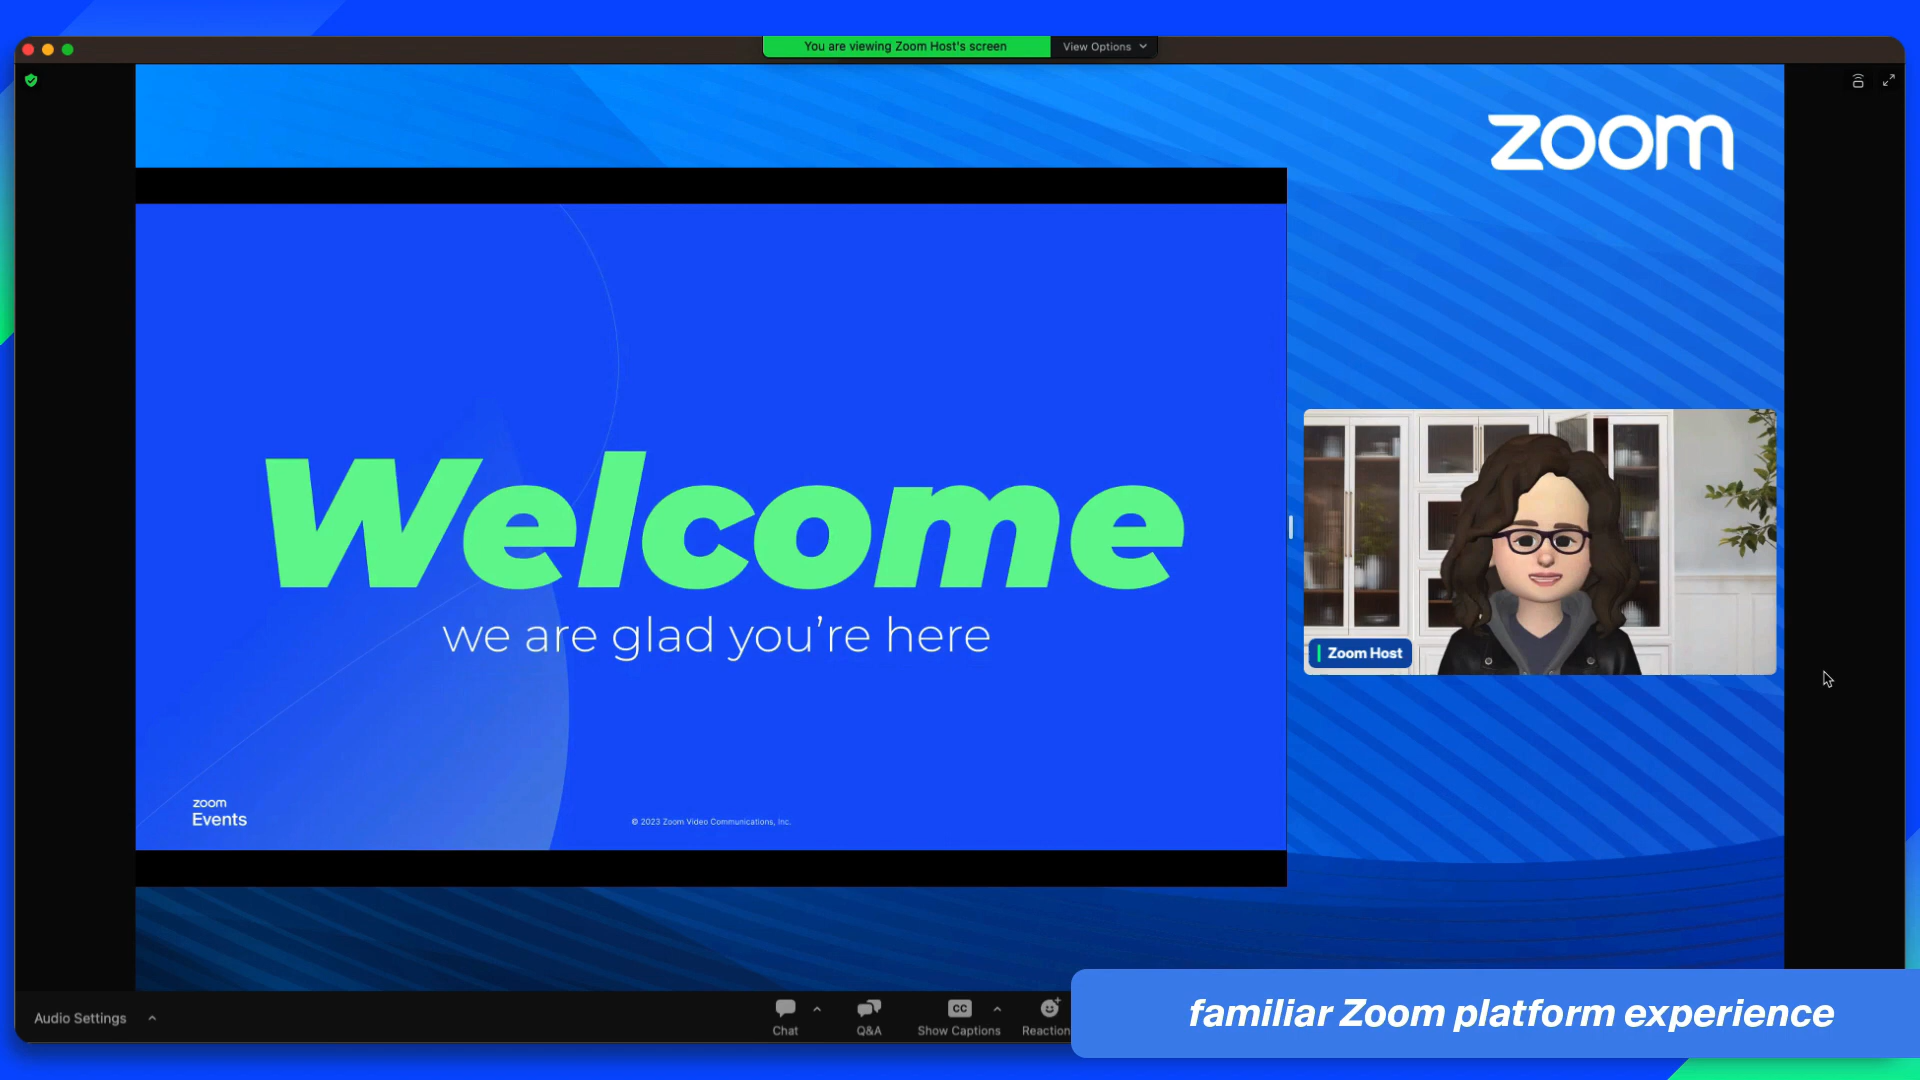 You are viewing Zoom Host's screen
View Options
zoom
Welcome
we are glad you're here
Zoom Host
zoom
Events
© 2023 Zoom Video Communications, Inc.
Audio Settings
Chat
Q&A
CC
Show Captions
Reaction
familiar Zoom platform experience